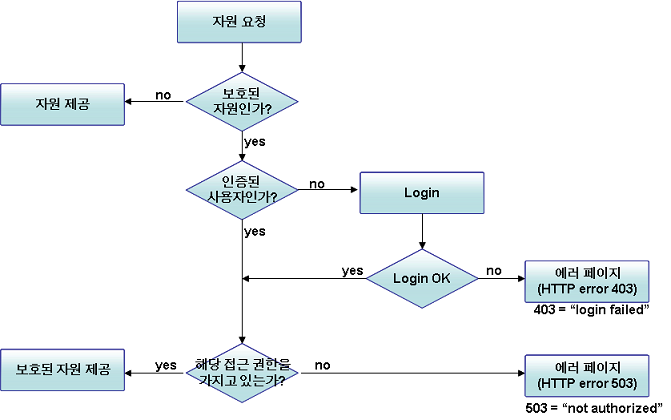 자원 요청
보호된
자원인가?
no
자원 제공
yes
인증된
사용자인가?
no
Login
yes
Login OK
yes
no
에러 페이지
(HTTP error 403)
403 = “login failed”
해당 접근 권한을
가지고 있는가?
yes
보호된 자원 제공
no
에러 페이지
(HTTP error 503)
503 = “not authorized”